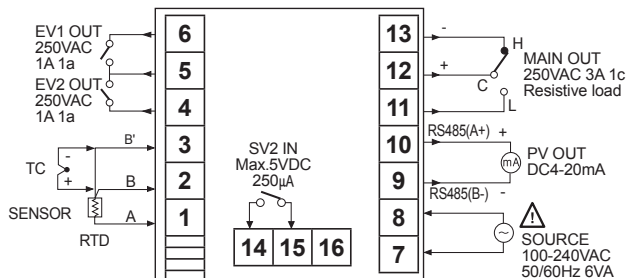 EV1 OUT
250VAC
1A 1a
EV2 OUT
250VAC
1A 1a
6
5
4
3
2
1
B'
B
A
TC
-
+
SENSOR
RTD
SV2 IN
Max.5VDC
250µA
14 15 16
13
12
11
10
9
8
7
-
+
H
C
L
MAIN OUT
250VAC 3A 1c
Resistive load
RS485(A+) +
mA
PV OUT
DC4-20mA
RS485(B-) -
!
~
SOURCE
100-240VAC
50/60Hz 6VA